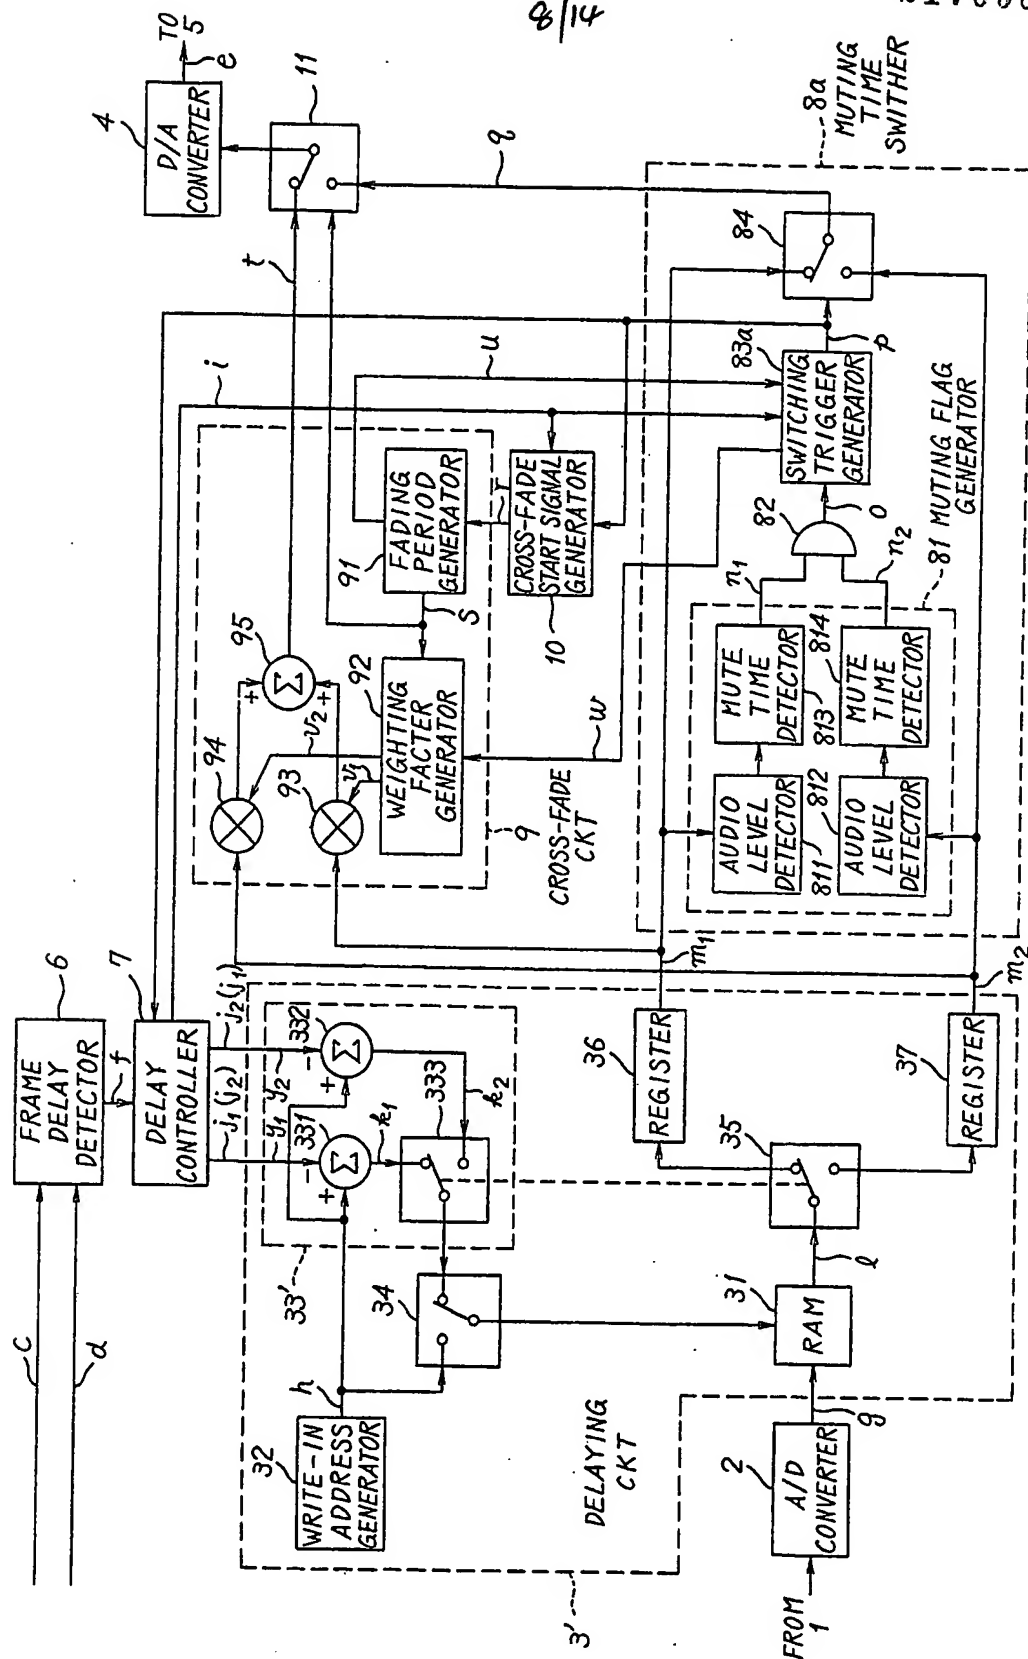 8/14
TO
5
e
4
D/A
CONVERTER
11
t
q
8a
MUTING
TIME
SWITHER
84
i
u
83a
SWITCHING
TRIGGER
GENERATOR
p
81 MUTING FLAG
GENERATOR
82
o
n1
n2
91
FADING
PERIOD
GENERATOR
r
CROSS-FADE
START SIGNAL
GENERATOR
10
S
w
95
Σ
+
+
94
93
v2
v1
92
WEIGHTING
FACTER
GENERATOR
9
CROSS-FADE
CKT
MUTE
TIME
DETECTOR
813
MUTE
TIME
DETECTOR
814
AUDIO
LEVEL
DETECTOR
811
AUDIO
LEVEL
DETECTOR
812
m1
m2
6
FRAME
DELAY
DETECTOR
f
7
DELAY
CONTROLLER
j1(j2)
j2(j1)
y1
y2
331
Σ
-
+
332
Σ
-
+
k1
k2
333
33'
c
d
36
REGISTER
37
REGISTER
35
34
31
RAM
l
h
32
WRITE-IN
ADDRESS
GENERATOR
DELAYING
CKT
3'
g
2
A/D
CONVERTER
FROM
1